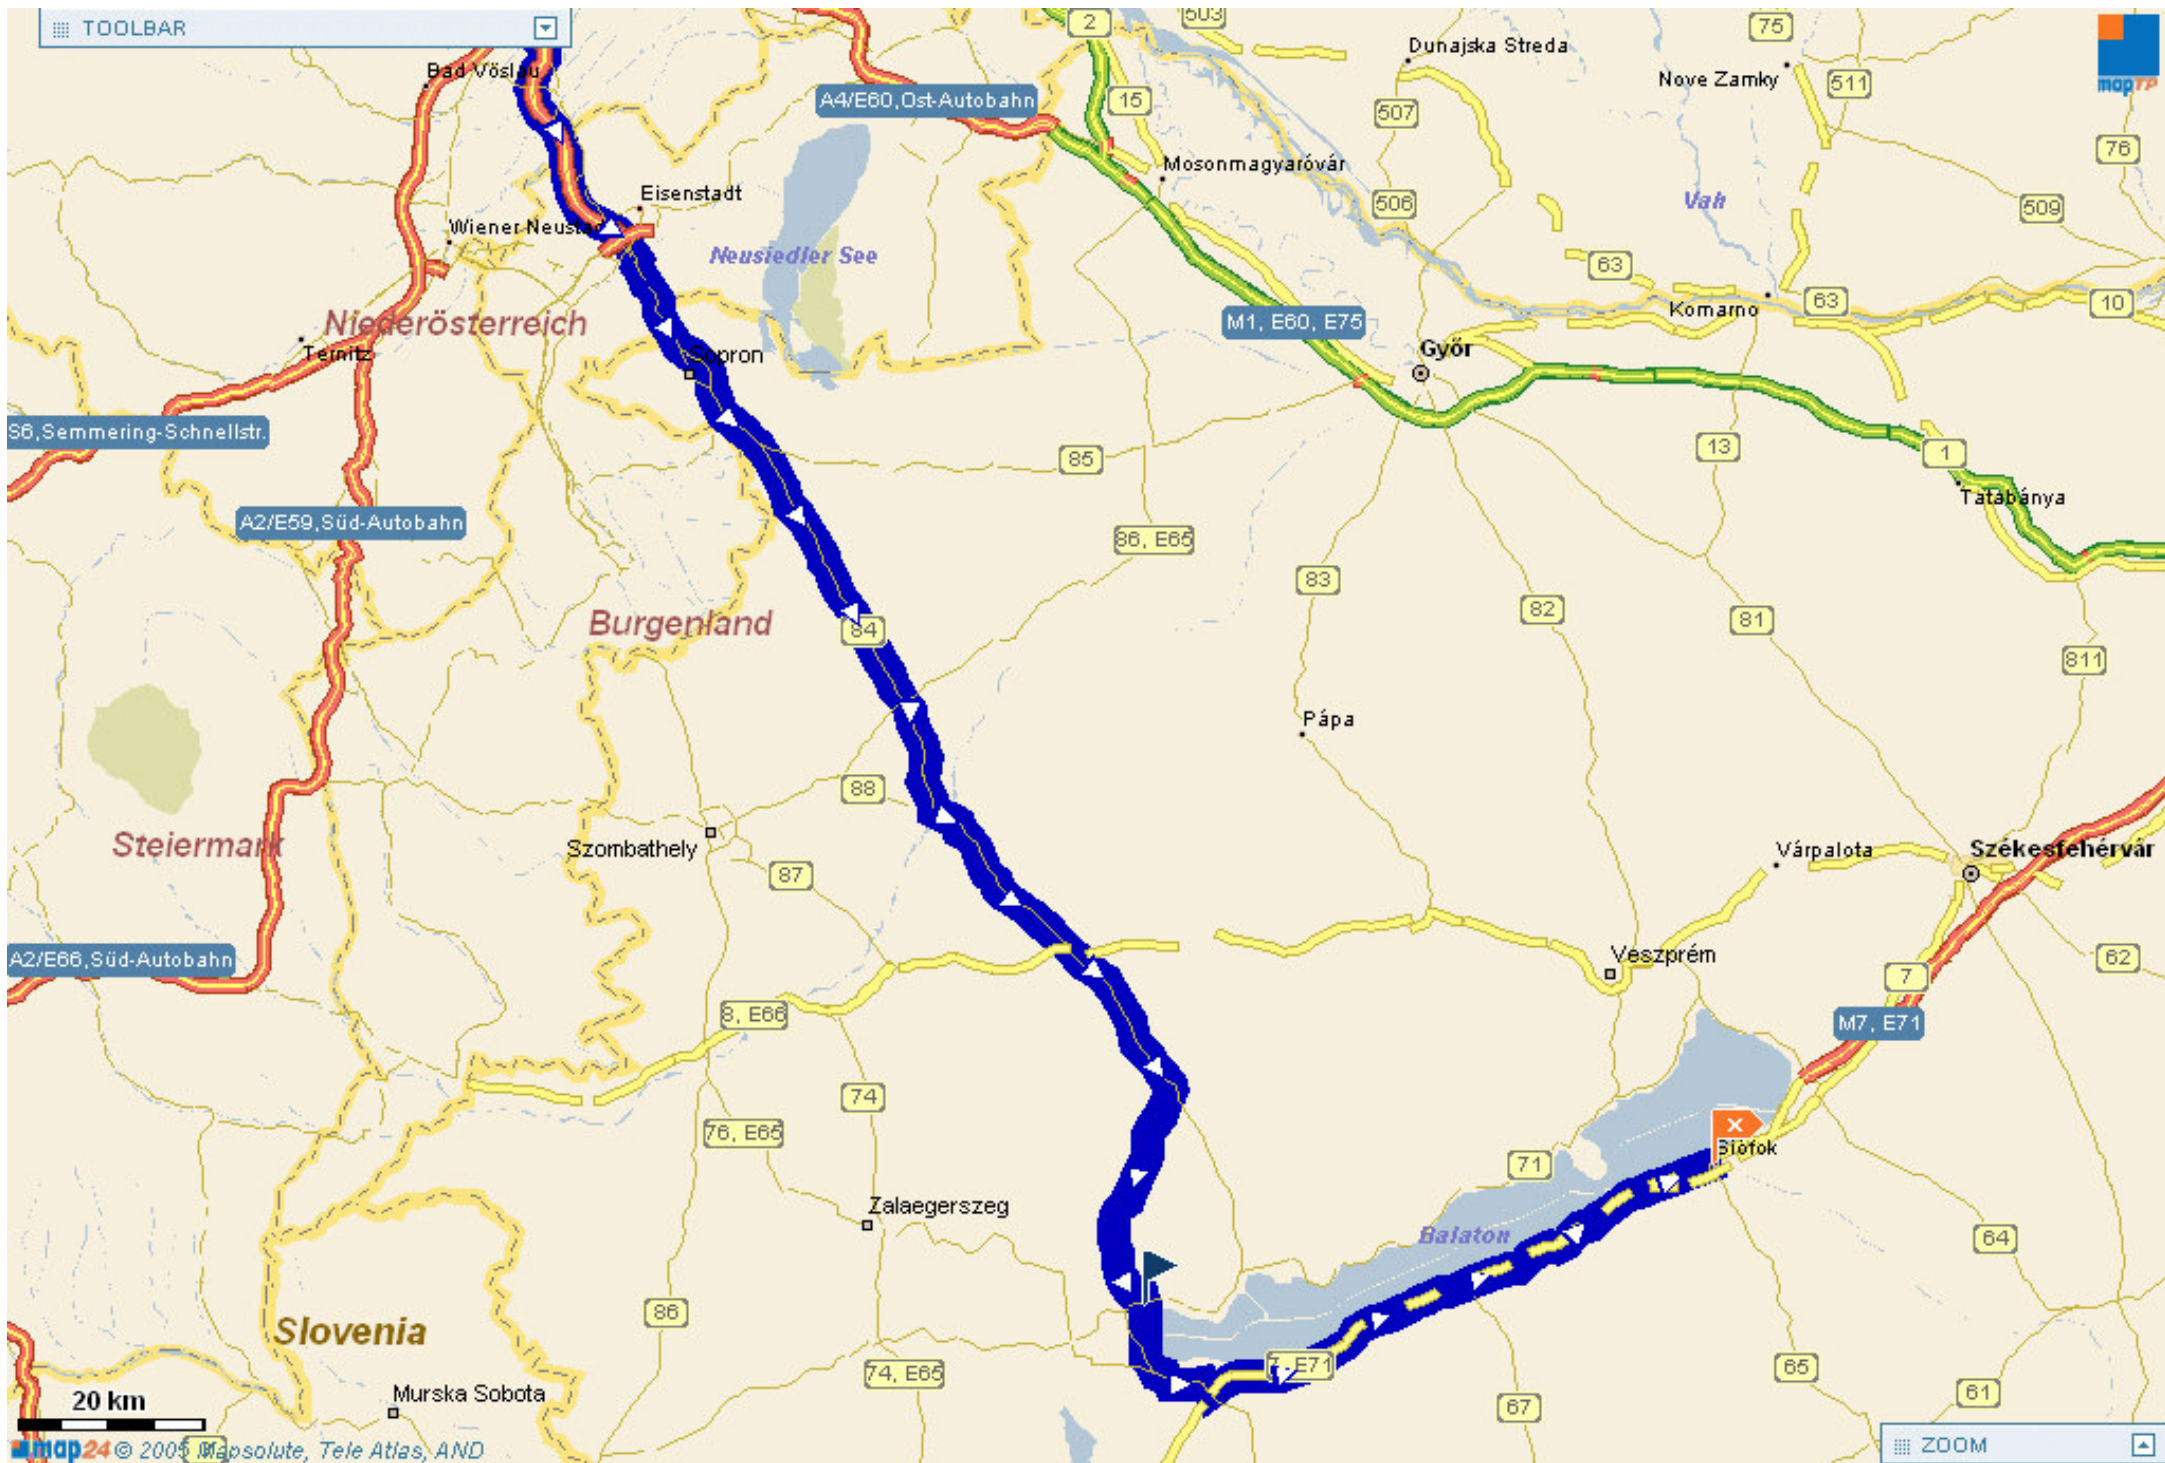 TOOLBAR
2
503
Dunajska Streda
75
Nove Zamky
511
Bad Vöslau
A4/E60,Ost-Autobahn
15
507
76
mapTP
Mosonmagyaróvár
Eisenstadt
506
Vah
509
Wiener Neustad
Neusiedler See
63
Komarno
63
10
Niederösterreich
M1, E60, E75
Ternitz
Sopron
Győr
S6,Semmering-Schnellstr.
85
13
1
Tatabánya
A2/E59,Süd-Autobahn
86, E65
83
82
81
Burgenland
84
811
Pápa
88
Steiermark
Szombathely
87
Várpalota
Székesfehérvár
A2/E66,Süd-Autobahn
Veszprém
7
62
8, E66
M7, E71
74
76, E65
X
Siófok
71
Zalaegerszeg
Balaton
64
86
Slovenia
7, E71
74, E65
65
61
67
20 km
Murska Sobota
map24 © 2005 Mapsolute, Tele Atlas, AND
ZOOM